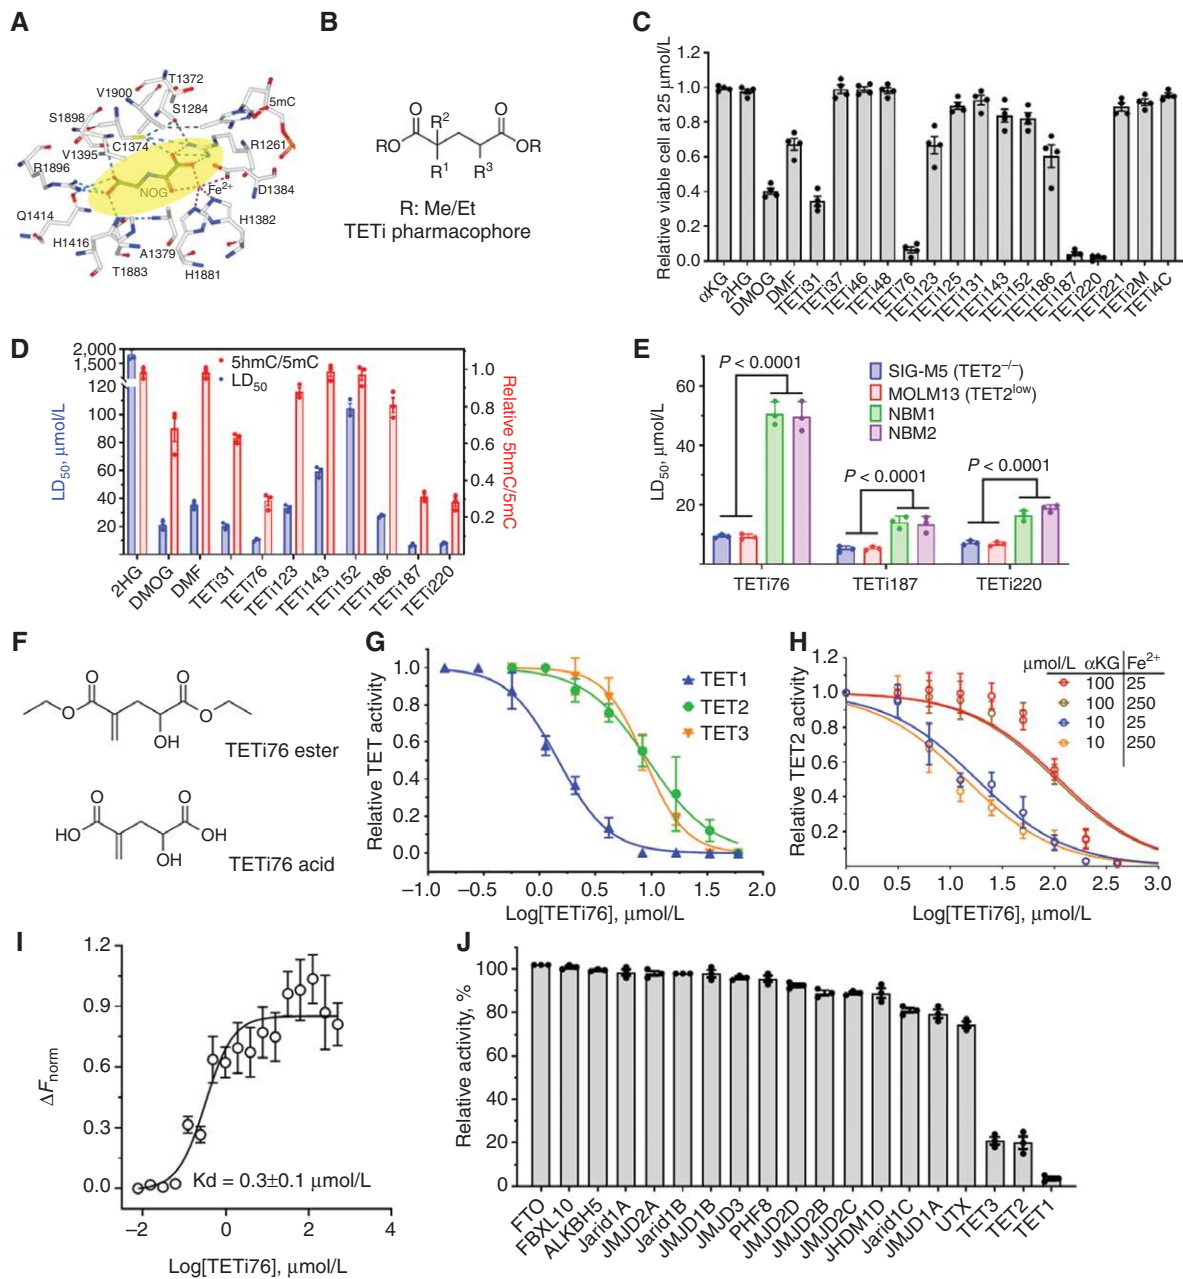 A
T1372
V1900
S1284
5mC
S1898
C1374
R1261
V1395
R1896
NOG
Fe²⁺
D1384
Q1414
H1382
H1416
A1379
T1883
H1881
B
O
O
R²
RO
OR
R¹
R³
R: Me/Et
TETi pharmacophore
C
Relative viable cell at 25 μmol/L
1.2
1.0
0.8
0.6
0.4
0.2
0.0
αKG
2HG
DMOG
DMF
TETi31
TETi37
TETi46
TETi48
TETi76
TETi123
TETi125
TETi131
TETi143
TETi152
TETi186
TETi187
TETi220
TETi221
TETi2M
TETi4C
D
LD₅₀, μmol/L
2,000
1,500
120
100
80
60
40
20
5hmC/5mC
LD₅₀
1.0
0.8
0.6
0.4
0.2
Relative 5hmC/5mC
2HG
DMOG
DMF
TETi31
TETi76
TETi123
TETi143
TETi152
TETi186
TETi187
TETi220
E
LD₅₀, μmol/L
60
40
20
P < 0.0001
P < 0.0001
P < 0.0001
SIG-M5 (TET2⁻/⁻)
MOLM13 (TET2ˡᵒʷ)
NBM1
NBM2
TETi76
TETi187
TETi220
F
O
O
O
O
OH
TETi76 ester
O
O
HO
OH
OH
TETi76 acid
G
Relative TET activity
1.0
0.8
0.6
0.4
0.2
0.0
TET1
TET2
TET3
−1.0
−0.5
0.0
0.5
1.0
1.5
2.0
Log[TETi76], μmol/L
H
Relative TET2 activity
1.2
1.0
0.8
0.6
0.4
0.2
μmol/L αKG Fe²⁺
100 25
100 250
10 25
10 250
0.0
0.5
1.0
1.5
2.0
2.5
3.0
Log[TETi76], μmol/L
I
ΔFnorm
1.2
0.9
0.6
0.3
0.0
Kd = 0.3±0.1 μmol/L
−2
0
2
4
Log[TETi76], μmol/L
J
Relative activity, %
100
80
60
40
20
0
FTO
FBXL10
ALKBH5
Jarid1A
JMJD2A
Jarid1B
JMJD1B
JMJD3
PHF8
JMJD2D
JMJD2B
JMJD2C
JHDM1D
Jarid1C
JMJD1A
UTX
TET3
TET2
TET1